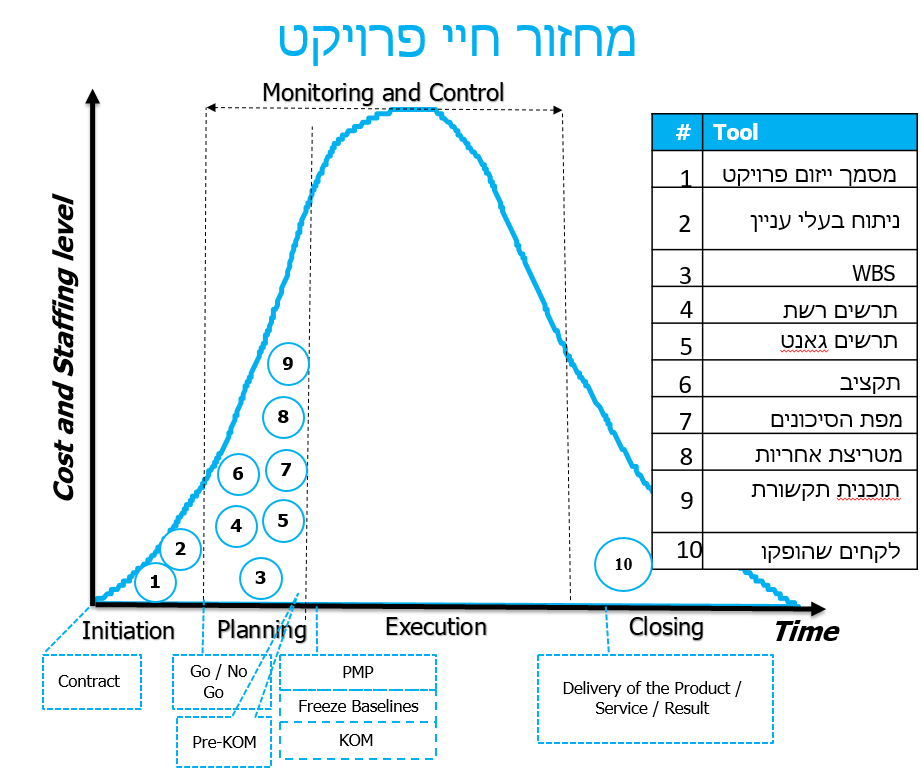 מחזור חיי פרויקט
Monitoring and Control
Cost and Staffing level
# Tool
1 מסמך ייזום פרויקט
2 ניתוח בעלי עניין
3 WBS
4 תרשים רשת
5 תרשים גאנט
6 תקציב
7 מפת הסיכונים
8 מטריצת אחריות
9 תוכנית תקשורת
10 לקחים שהופקו
9
8
6 7
4 5
2
1
3
10
Initiation
Planning
Execution
Closing
Time
Contract
Go / No
Go
Pre-KOM
PMP
Freeze Baselines
KOM
Delivery of the Product /
Service / Result